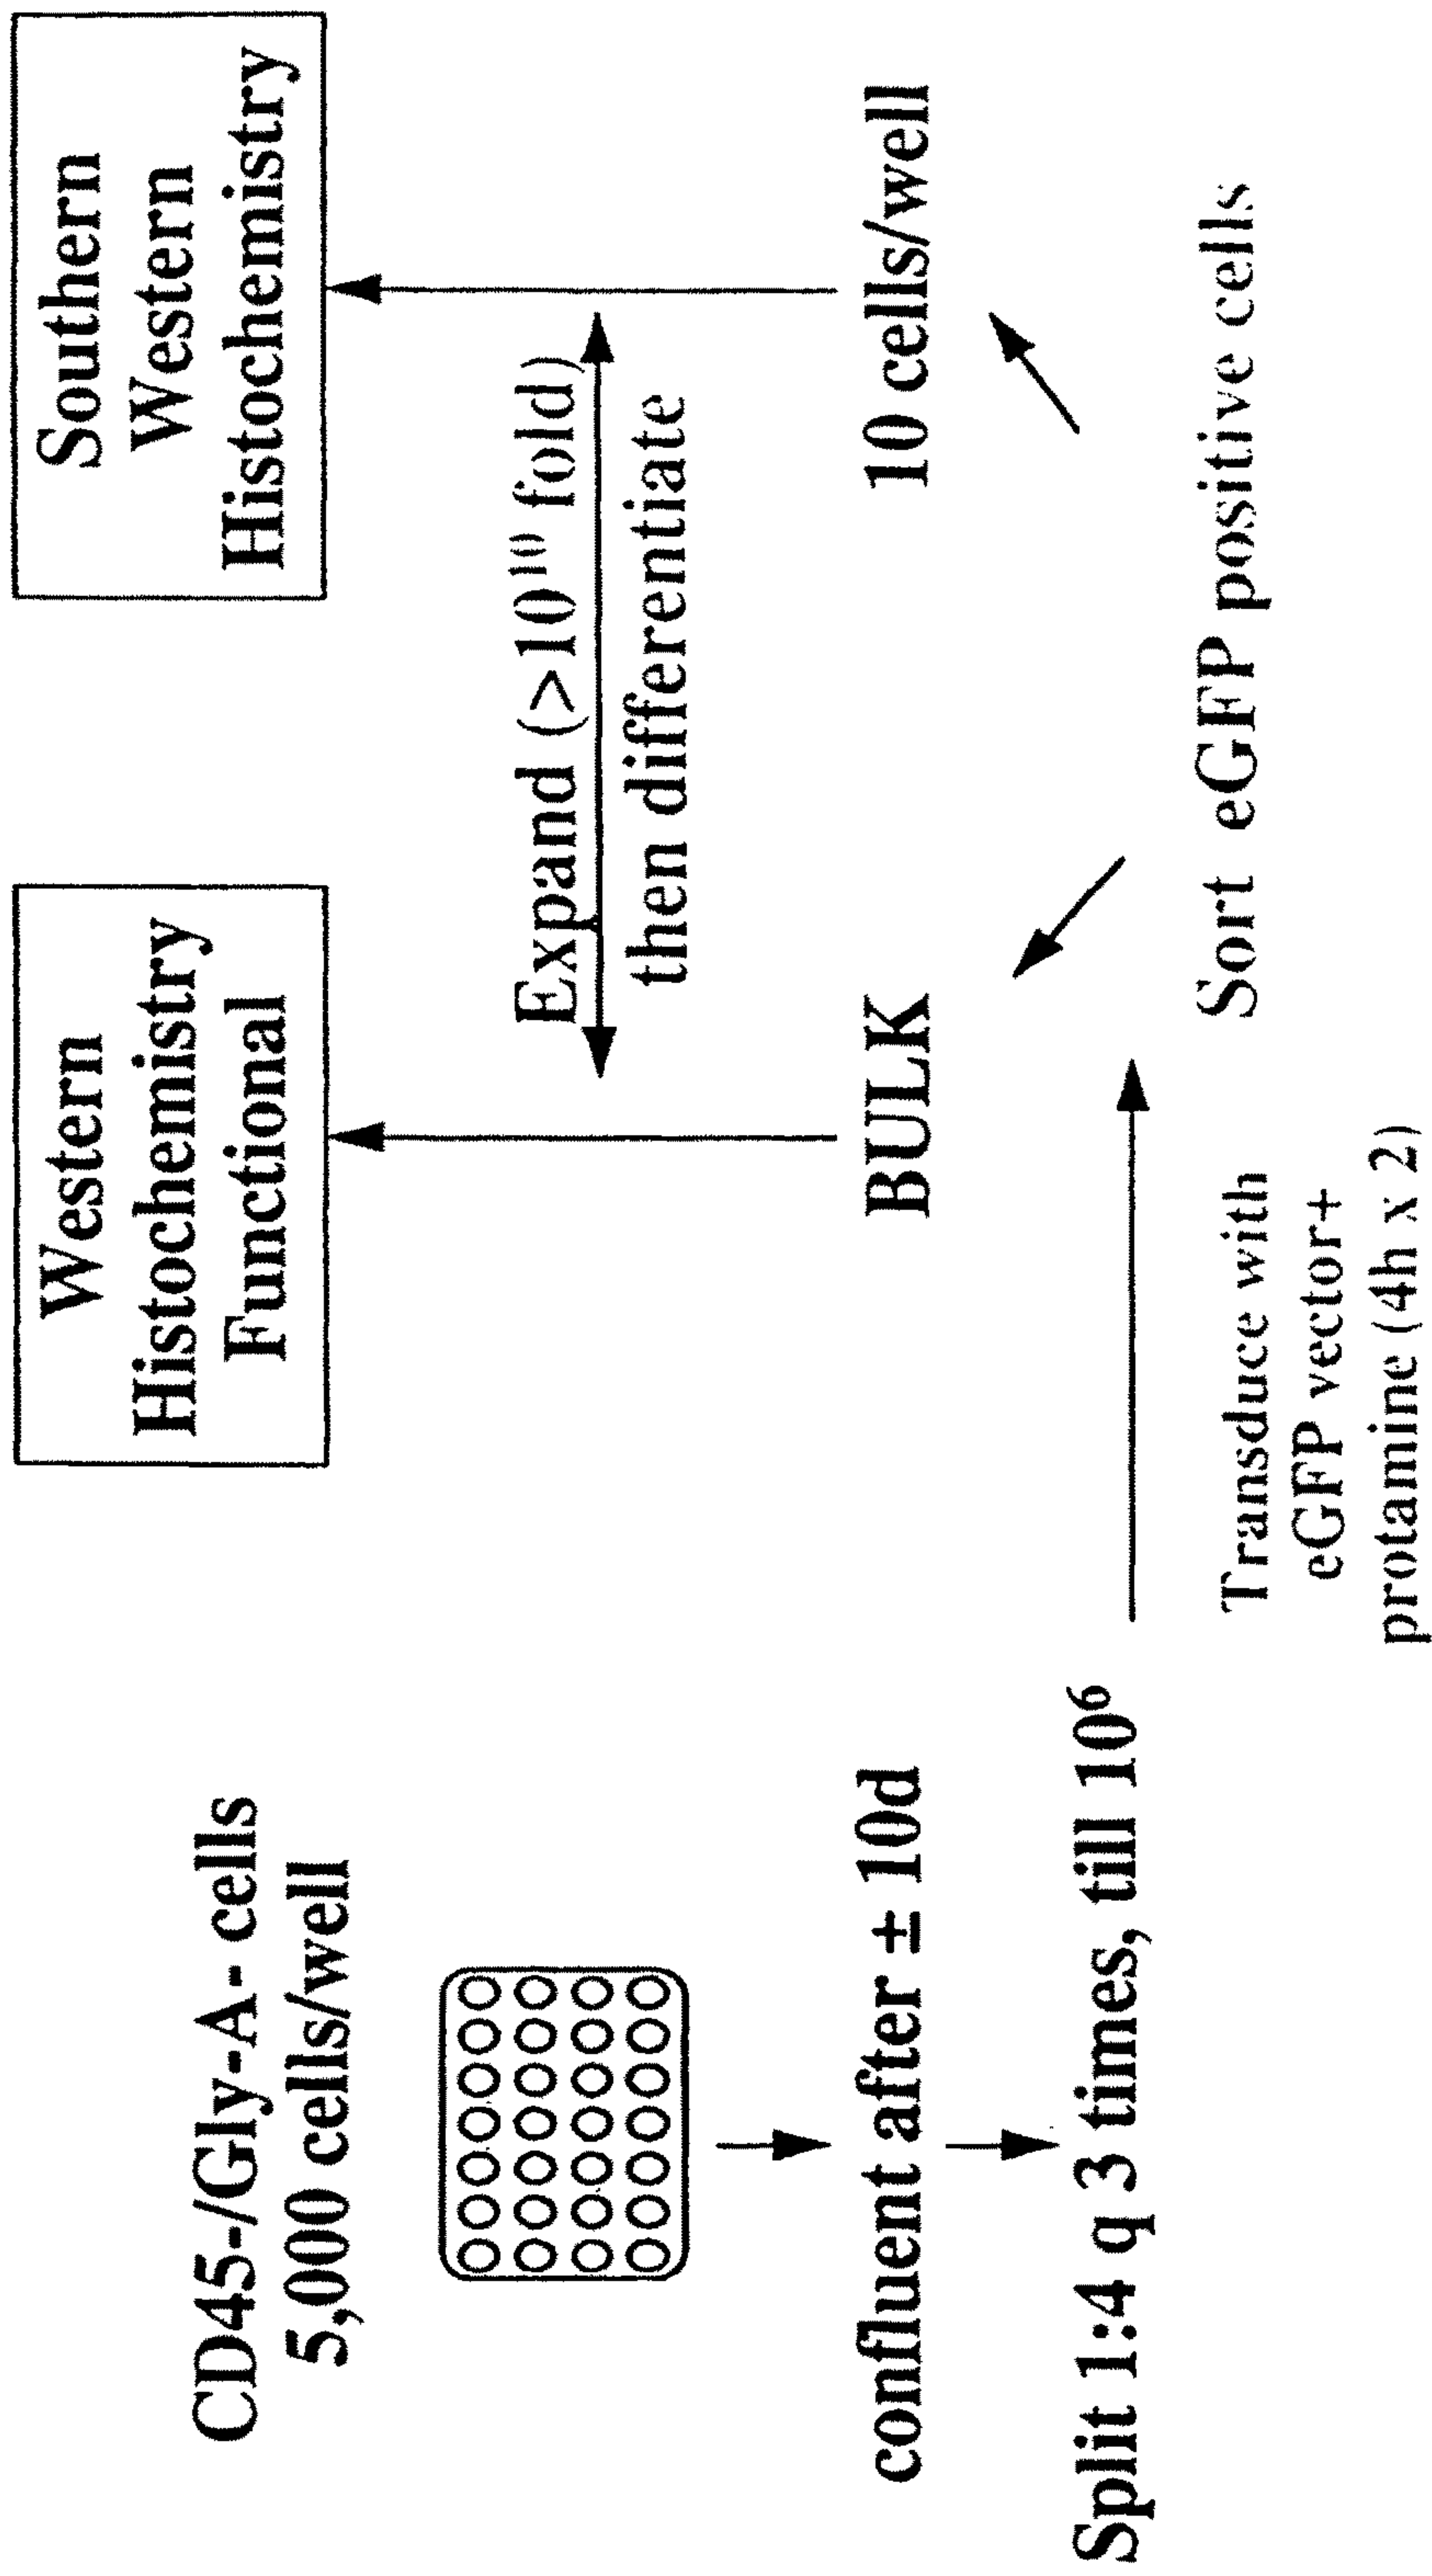 CD45-/Gly-A- cells
5,000 cells/well
confluent after ± 10d
Split 1:4 q 3 times, till 10⁶
Transduce with
eGFP vector+
protamine (4h x 2)
Sort eGFP positive cells
BULK
10 cells/well
Expand (>10¹⁰ fold)
then differentiate
Western
Histochemistry
Functional
Southern
Western
Histochemistry